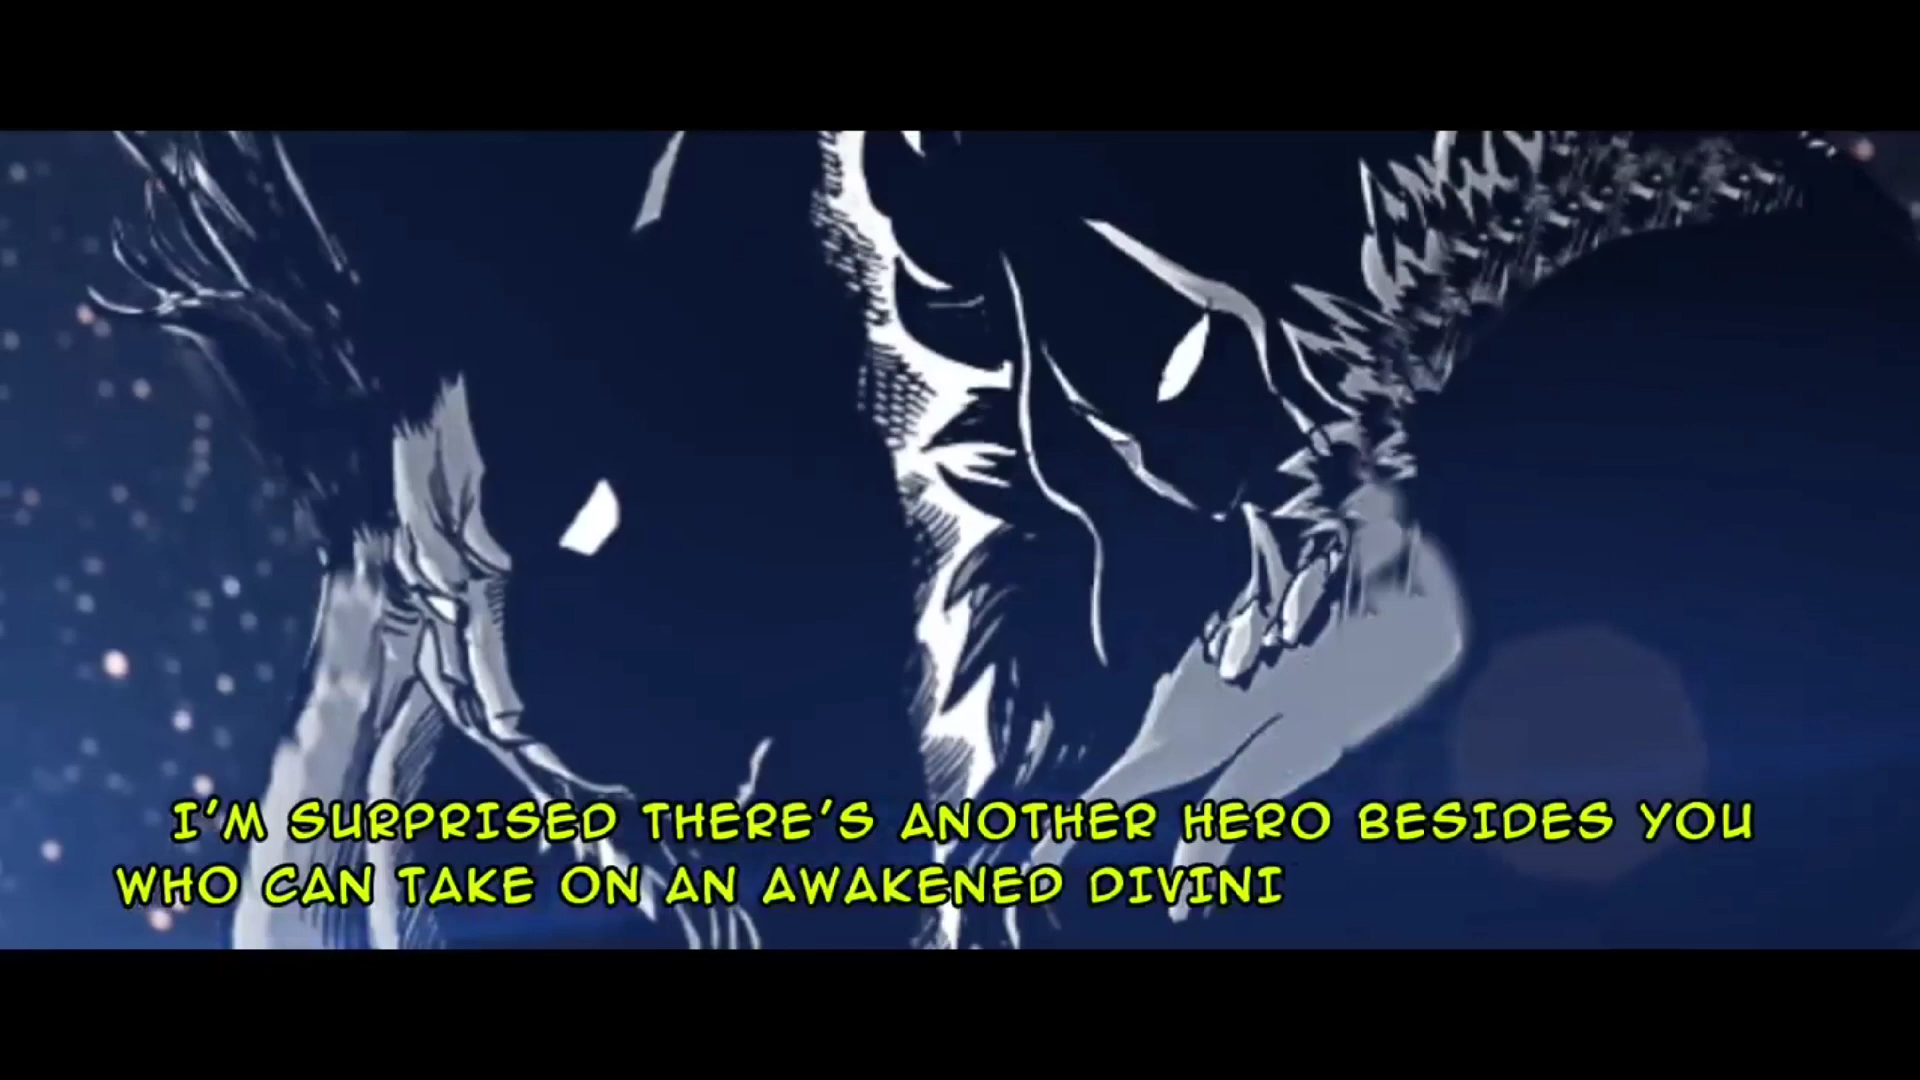 I'M SURPRISED THERE'S ANOTHER HERO BESIDES YOU
WHO CAN TAKE ON AN AWAKENED DIVINI